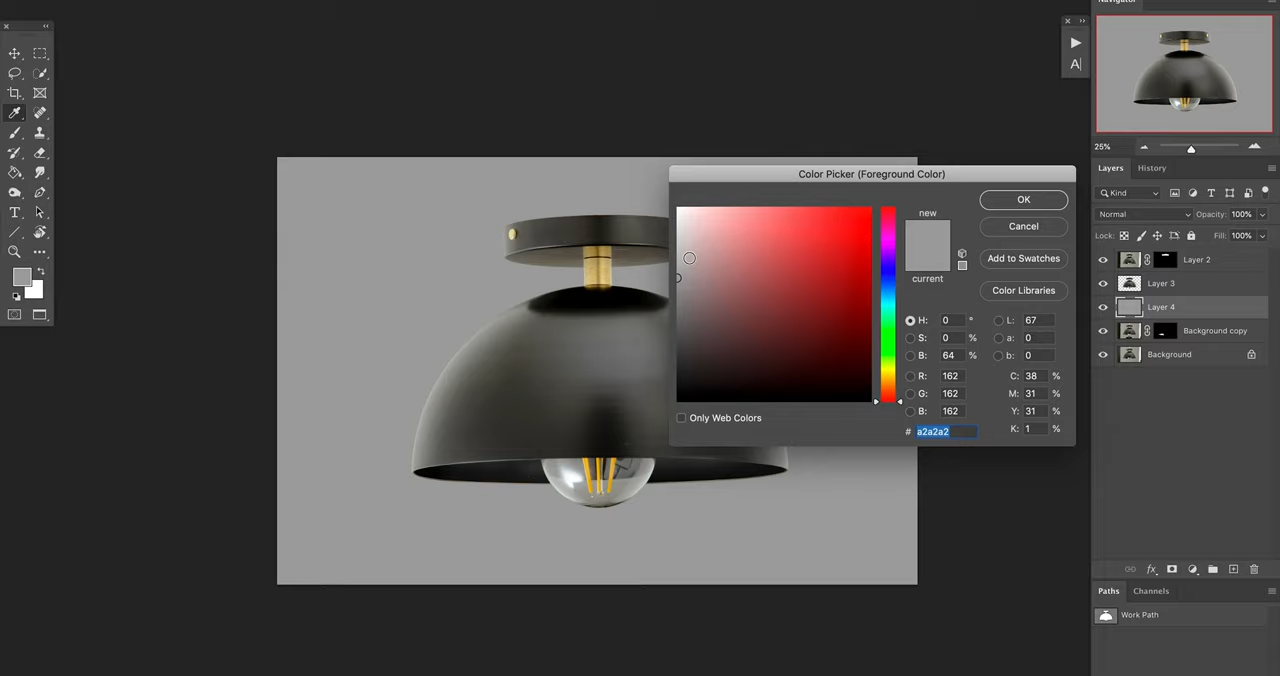 Navigator
25%
Layers History
Kind
Normal Opacity: 100%
Lock: Fill: 100%
Layer 2
Layer 3
Layer 4
Background copy
Background
Paths Channels
Work Path
A
T
Color Picker (Foreground Color)
new
current
OK
Cancel
Add to Swatches
Color Libraries
H: 0 ° L: 67
S: 0 % a: 0
B: 64 % b: 0
R: 162 C: 38 %
G: 162 M: 31 %
B: 162 Y: 31 %
# a2a2a2 K: 1 %
Only Web Colors